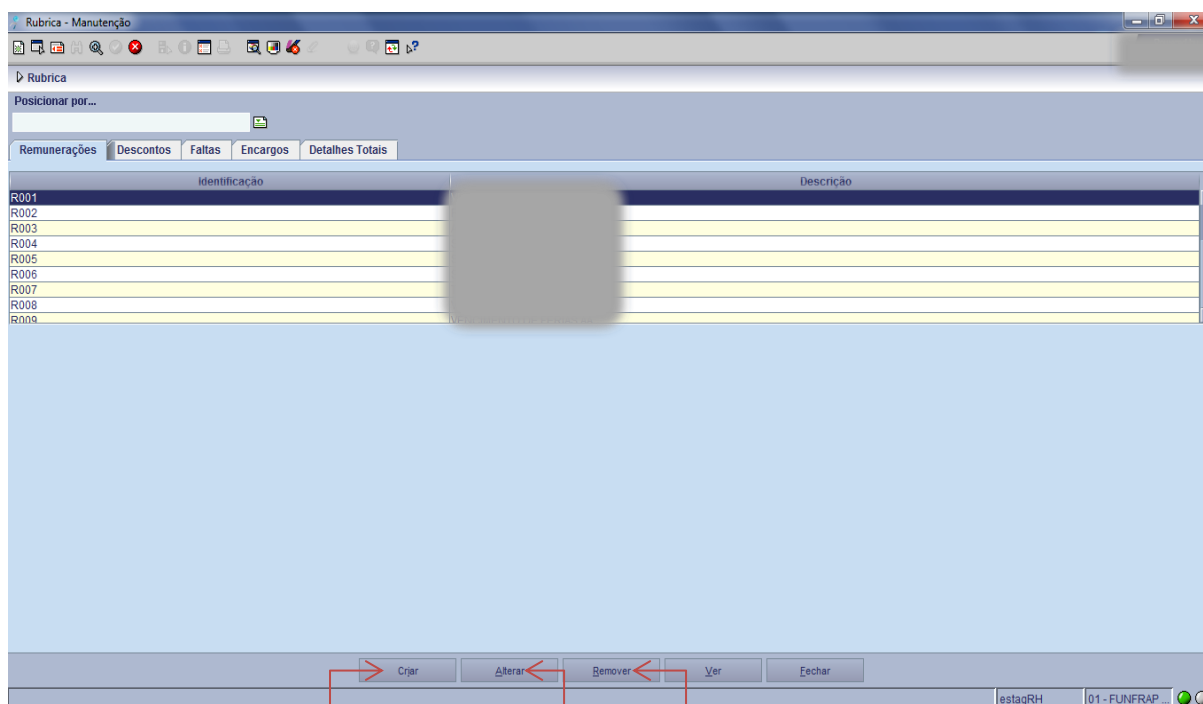 Rubrica - Manutenção
Rubrica
Posicionar por...
Remunerações Descontos Faltas Encargos Detalhes Totais
Identificação Descrição
R001
R002
R003
R004
R005
R006
R007
R008
R009
Criar Alterar Remover Ver Fechar
estagRH 01 - FUNFRAP ...